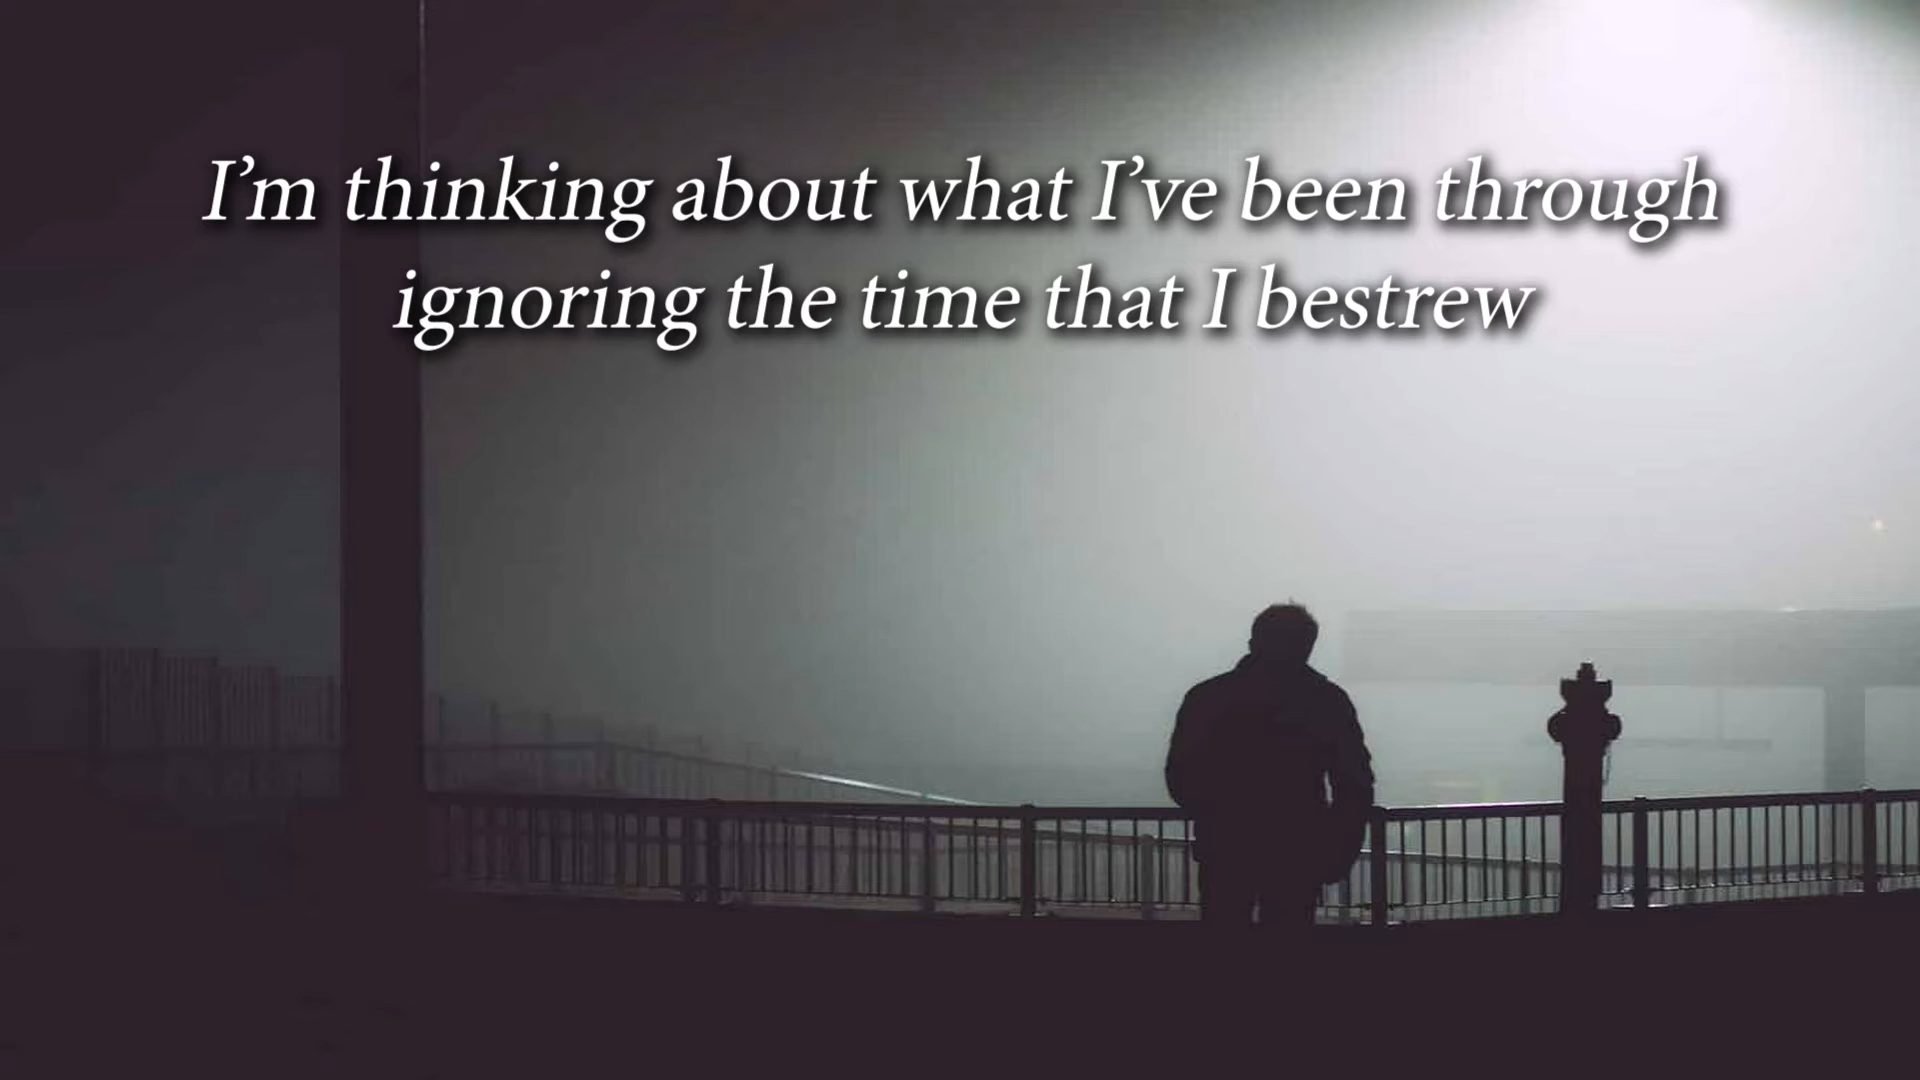 I’m thinking about what I’ve been through
ignoring the time that I bestrew